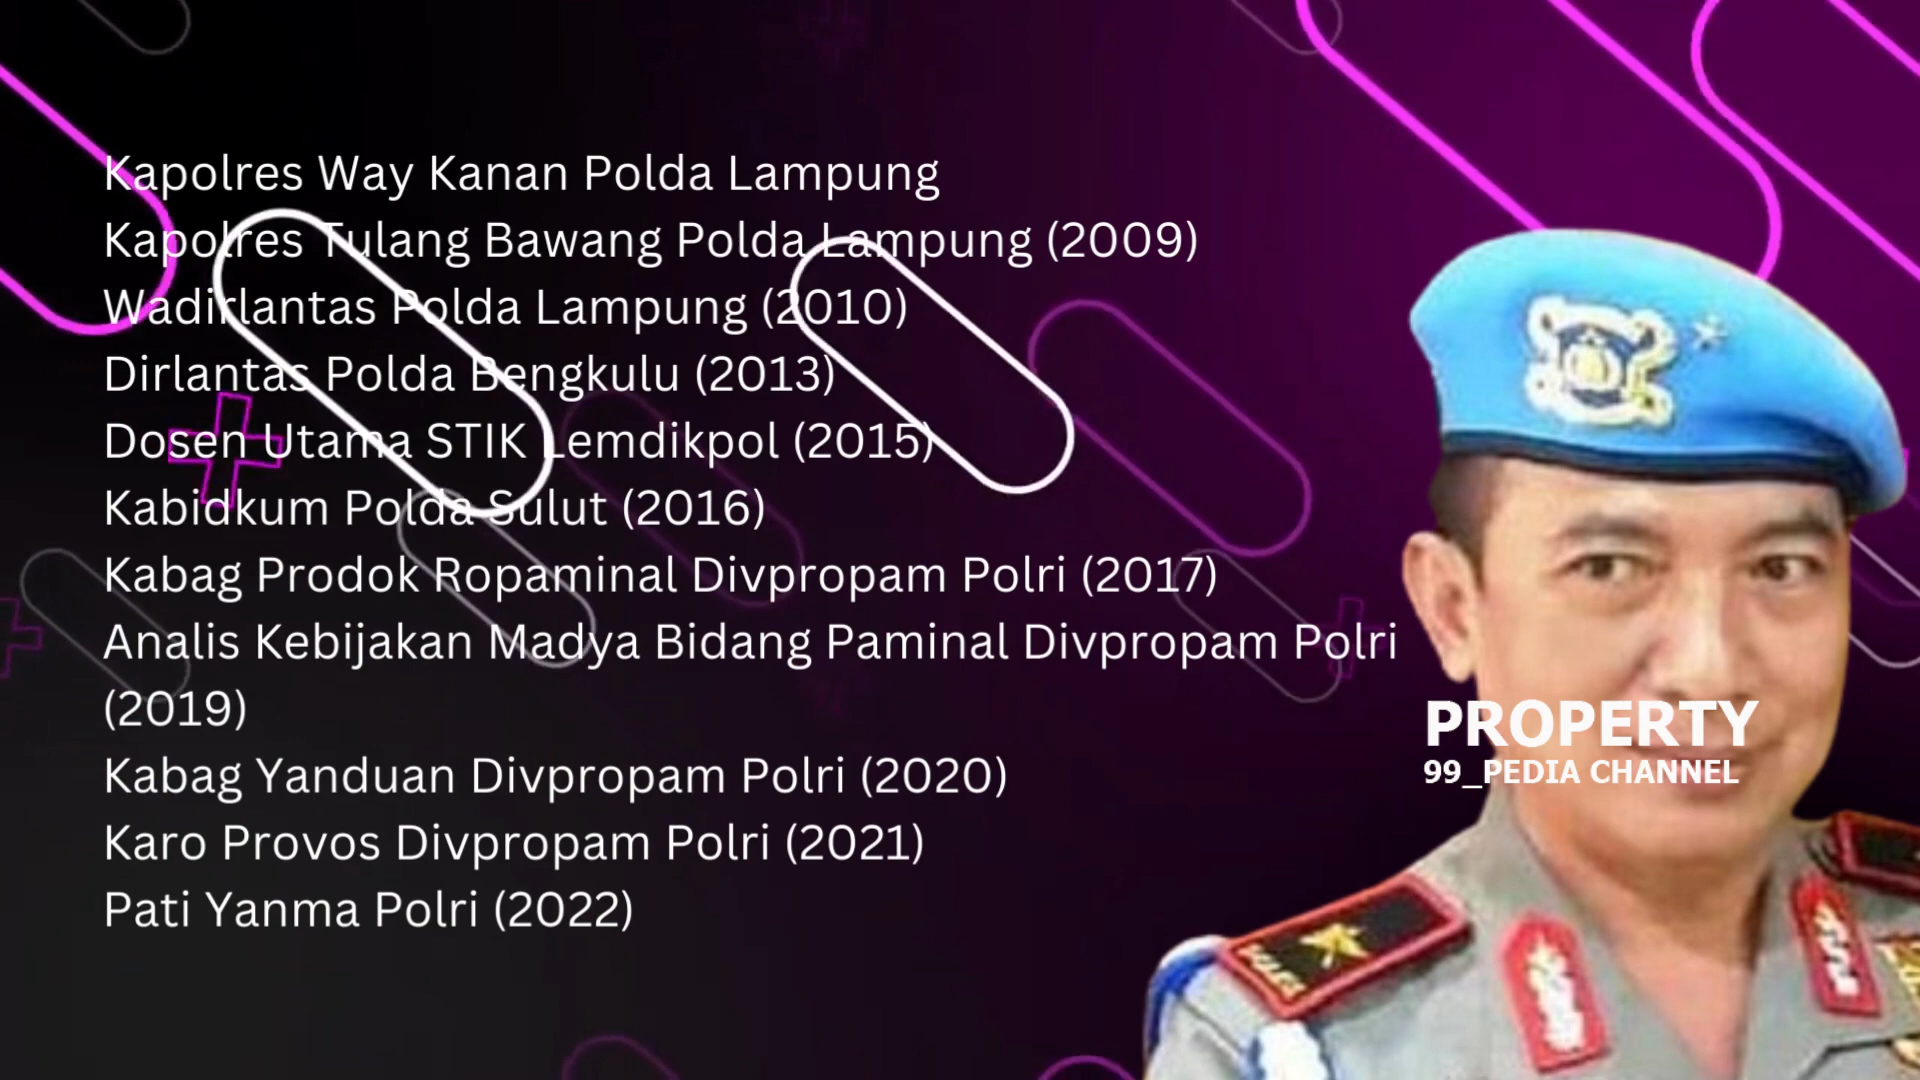 Kapolres Way Kanan Polda Lampung
Kapolres Tulang Bawang Polda Lampung (2009)
Wadirlantas Polda Lampung (2010)
Dirlantas Polda Bengkulu (2013)
Dosen Utama STIK Lemdikpol (2015)
Kabidkum Polda Sulut (2016)
Kabag Prodok Ropaminal Divpropam Polri (2017)
Analis Kebijakan Madya Bidang Paminal Divpropam Polri
(2019)
Kabag Yanduan Divpropam Polri (2020)
Karo Provos Divpropam Polri (2021)
Pati Yanma Polri (2022)
PROPERTY
99_PEDIA CHANNEL